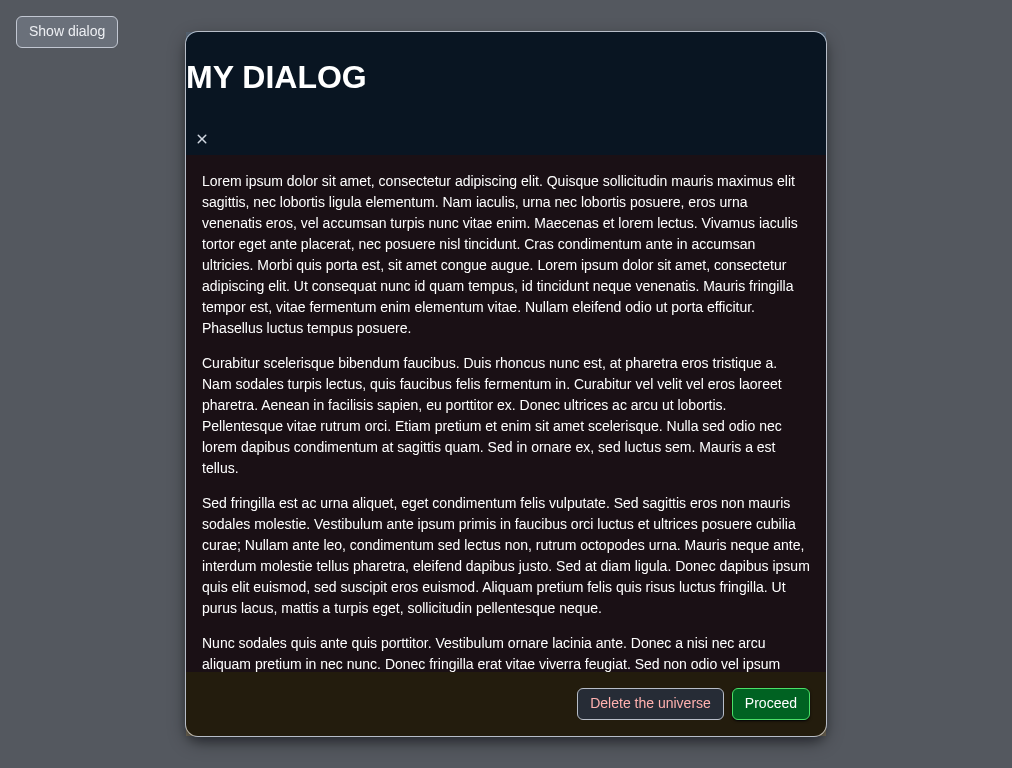 Show dialog
MY DIALOG
×
Lorem ipsum dolor sit amet, consectetur adipiscing elit. Quisque sollicitudin mauris maximus elit
sagittis, nec lobortis ligula elementum. Nam iaculis, urna nec lobortis posuere, eros urna
venenatis eros, vel accumsan turpis nunc vitae enim. Maecenas et lorem lectus. Vivamus iaculis
tortor eget ante placerat, nec posuere nisl tincidunt. Cras condimentum ante in accumsan
ultricies. Morbi quis porta est, sit amet congue augue. Lorem ipsum dolor sit amet, consectetur
adipiscing elit. Ut consequat nunc id quam tempus, id tincidunt neque venenatis. Mauris fringilla
tempor est, vitae fermentum enim elementum vitae. Nullam eleifend odio ut porta efficitur.
Phasellus luctus tempus posuere.
Curabitur scelerisque bibendum faucibus. Duis rhoncus nunc est, at pharetra eros tristique a.
Nam sodales turpis lectus, quis faucibus felis fermentum in. Curabitur vel velit vel eros laoreet
pharetra. Aenean in facilisis sapien, eu porttitor ex. Donec ultrices ac arcu ut lobortis.
Pellentesque vitae rutrum orci. Etiam pretium et enim sit amet scelerisque. Nulla sed odio nec
lorem dapibus condimentum at sagittis quam. Sed in ornare ex, sed luctus sem. Mauris a est
tellus.
Sed fringilla est ac urna aliquet, eget condimentum felis vulputate. Sed sagittis eros non mauris
sodales molestie. Vestibulum ante ipsum primis in faucibus orci luctus et ultrices posuere cubilia
curae; Nullam ante leo, condimentum sed lectus non, rutrum octopodes urna. Mauris neque ante,
interdum molestie tellus pharetra, eleifend dapibus justo. Sed at diam ligula. Donec dapibus ipsum
quis elit euismod, sed suscipit eros euismod. Aliquam pretium felis quis risus luctus fringilla. Ut
purus lacus, mattis a turpis eget, sollicitudin pellentesque neque.
Nunc sodales quis ante quis porttitor. Vestibulum ornare lacinia ante. Donec a nisi nec arcu
aliquam pretium in nec nunc. Donec fringilla erat vitae viverra feugiat. Sed non odio vel ipsum
Delete the universe
Proceed